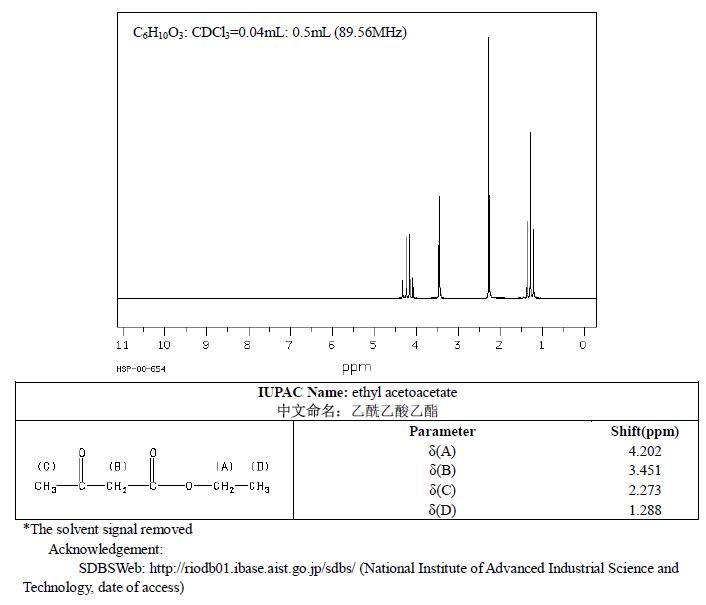 C₆H₁₀O₃: CDCl₃=0.04mL: 0.5mL (89.56MHz)
11 10 9 8 7 6 5 4 3 2 1 0
HSP-00-654
ppm
IUPAC Name: ethyl acetoacetate
中文命名：乙酰乙酸乙酯
Parameter Shift(ppm)
δ(A) 4.202
δ(B) 3.451
δ(C) 2.273
δ(D) 1.288
O O
(C) (B) (A) (D)
CH₃—C—CH₂—C—O—CH₂—CH₃
*The solvent signal removed
Acknowledgement:
SDBSWeb: http://riodb01.ibase.aist.go.jp/sdbs/ (National Institute of Advanced Industrial Science and
Technology, date of access)